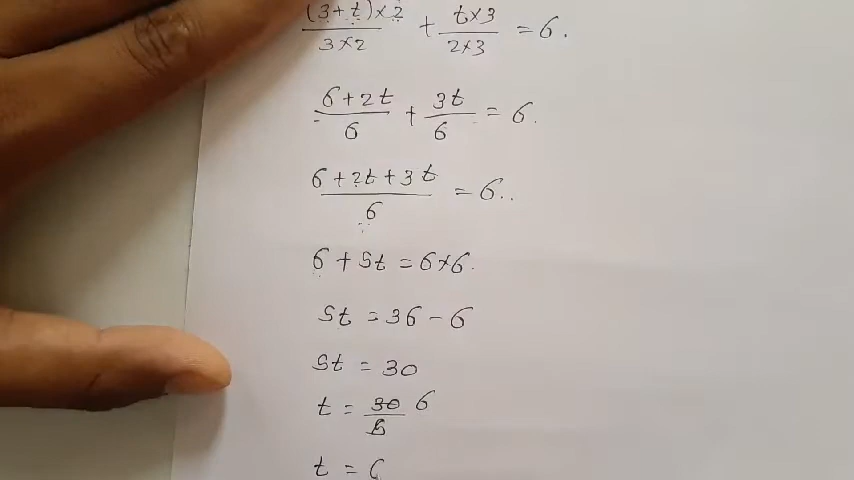 (3+t)×2/3×2 + t×3/2×3 = 6.
6+2t/6 + 3t/6 = 6.
6+2t+3t/6 = 6..
6+5t = 6×6.
5t = 36-6
5t = 30
t = 30/5 6
t =